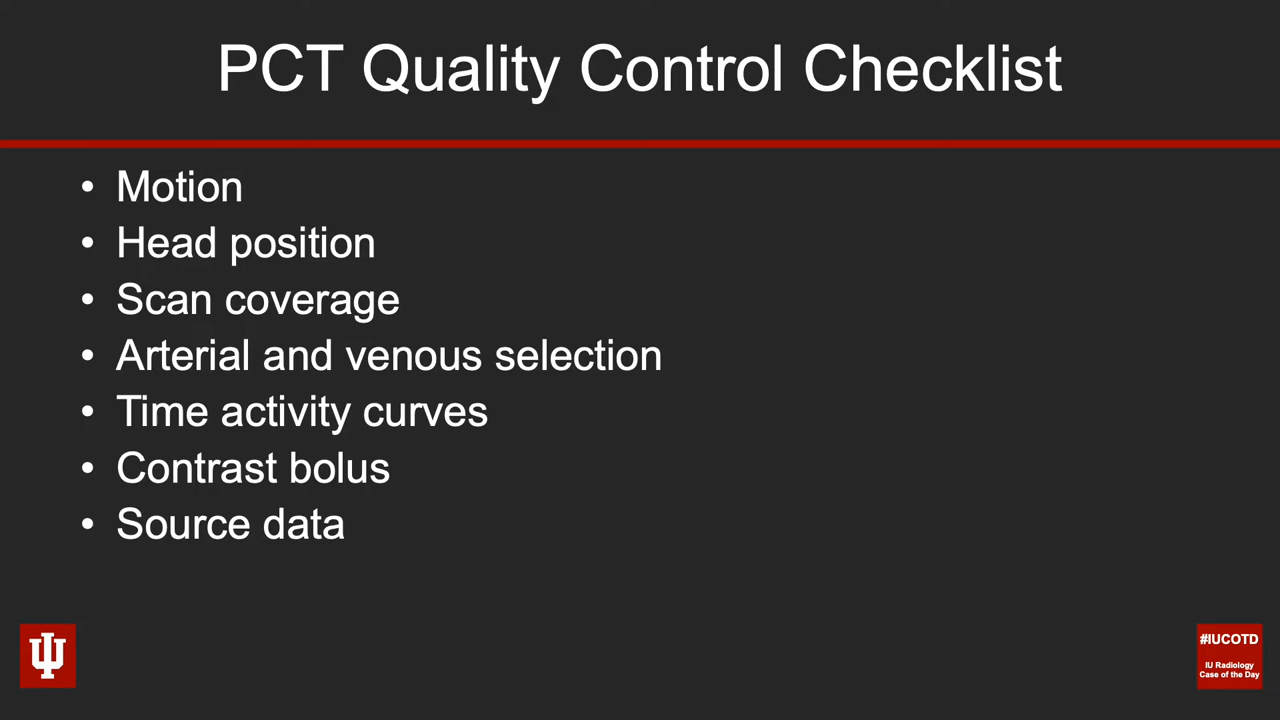 PCT Quality Control Checklist
• Motion
• Head position
• Scan coverage
• Arterial and venous selection
• Time activity curves
• Contrast bolus
• Source data
#IUCOTD
IU Radiology
Case of the Day